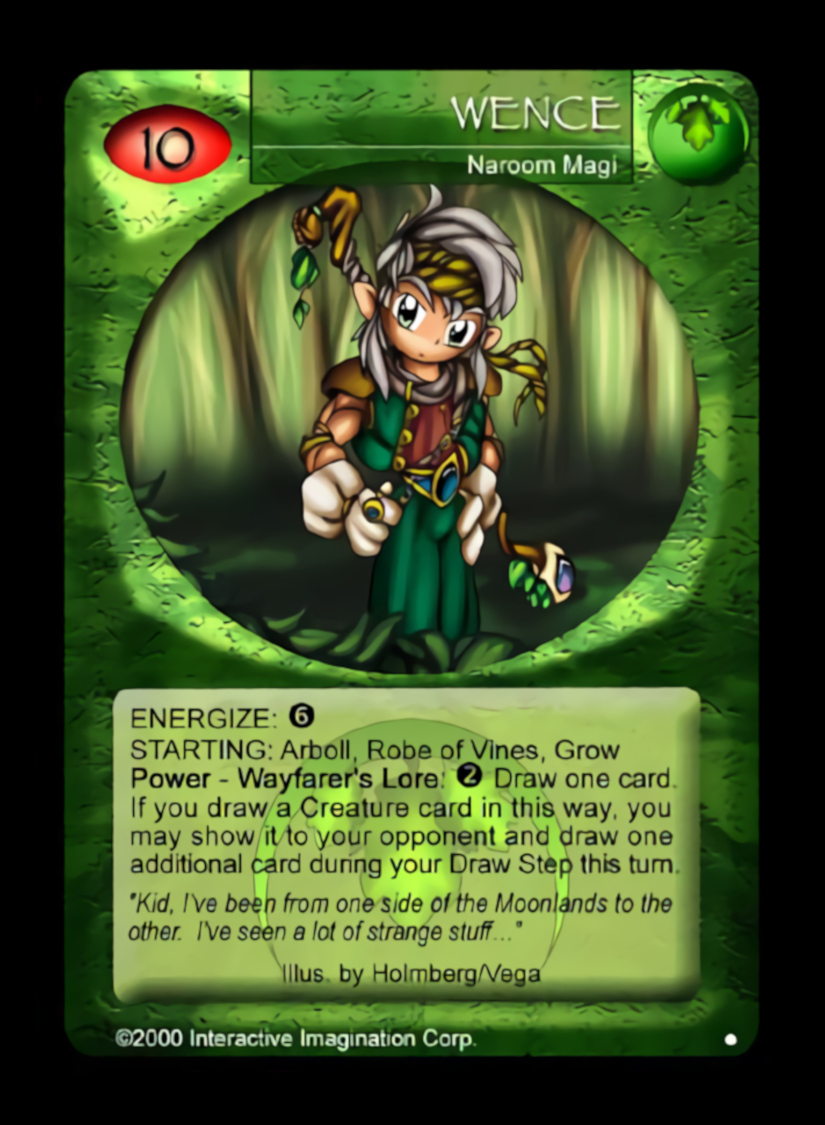 10
WENCE
Naroom Magi
ENERGIZE: ❻
STARTING: Arboll, Robe of Vines, Grow
Power - Wayfarer's Lore: ❷ Draw one card.
If you draw a Creature card in this way, you
may show it to your opponent and draw one
additional card during your Draw Step this turn.
"Kid, I've been from one side of the Moonlands to the
other. I've seen a lot of strange stuff..."
Illus. by Holmberg/Vega
©2000 Interactive Imagination Corp.